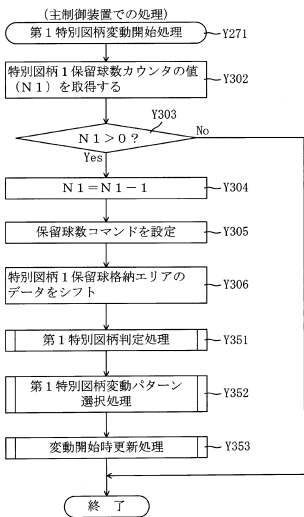 (主制御装置での処理)
第1特別図柄変動開始処理
Y271
特別図柄1保留球数カウンタの値
(N1)を取得する
Y302
Y303
N1>0?
No
Yes
N1=N1-1
Y304
保留球数コマンドを設定
Y305
特別図柄1保留球格納エリアの
データをシフト
Y306
第1特別図柄判定処理
Y351
第1特別図柄変動パターン
選択処理
Y352
変動開始時更新処理
Y353
終 了